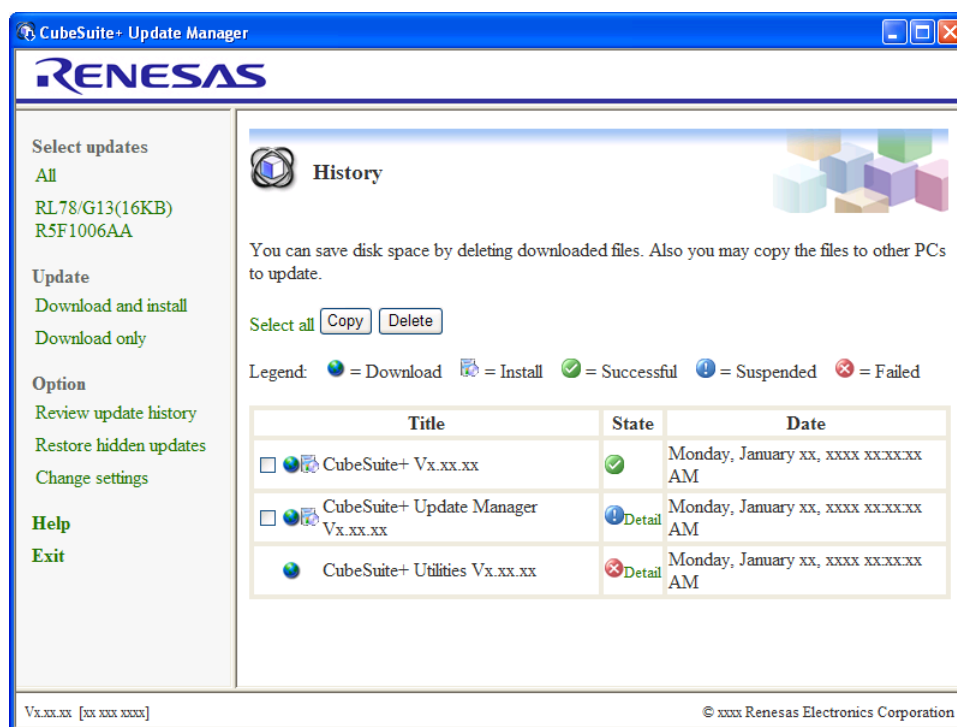 CubeSuite+ Update Manager
RENESAS
Select updates
All
RL78/G13(16KB)
R5F1006AA
Update
Download and install
Download only
Option
Review update history
Restore hidden updates
Change settings
Help
Exit
History
You can save disk space by deleting downloaded files. Also you may copy the files to other PCs
to update.
Select all Copy Delete
Legend: = Download = Install = Successful = Suspended = Failed
Title State Date
CubeSuite+ Vx.xx.xx Monday, January xx, xxxx xx:xx:xx
AM
CubeSuite+ Update Manager
Vx.xx.xx Detail Monday, January xx, xxxx xx:xx:xx
AM
CubeSuite+ Utilities Vx.xx.xx Detail Monday, January xx, xxxx xx:xx:xx
AM
Vx.xx.xx [xx xxx xxxx]
© xxxx Renesas Electronics Corporation